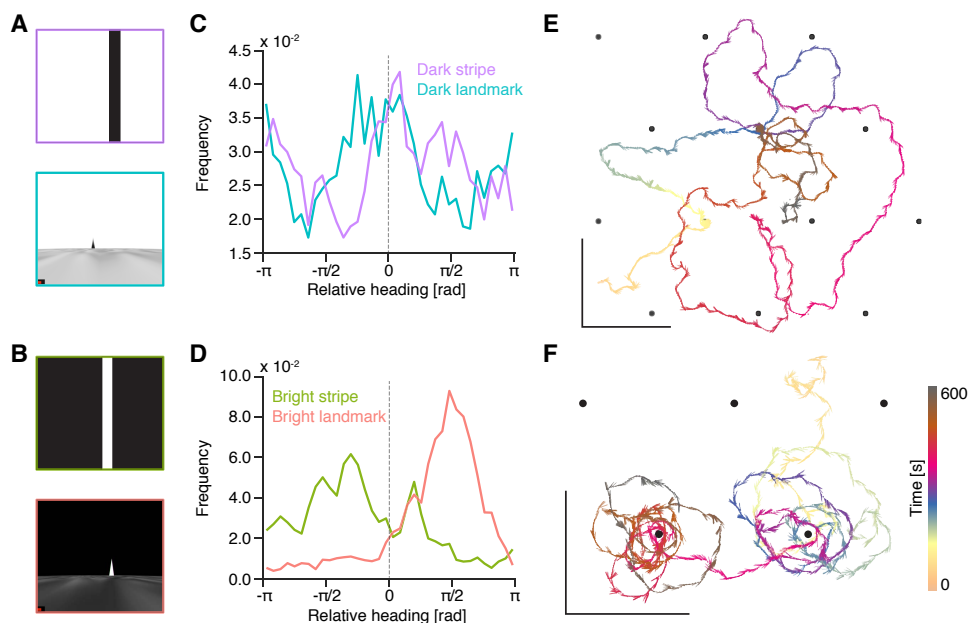 A
C
E
x 10-2
4.5
4.0
3.5
3.0
2.5
2.0
1.5
Frequency
Dark stripe
Dark landmark
-π
-π/2
0
π/2
π
Relative heading [rad]
B
D
F
x 10-2
10.0
8.0
6.0
4.0
2.0
0.0
Frequency
Bright stripe
Bright landmark
-π
-π/2
0
π/2
π
Relative heading [rad]
600
Time [s]
0